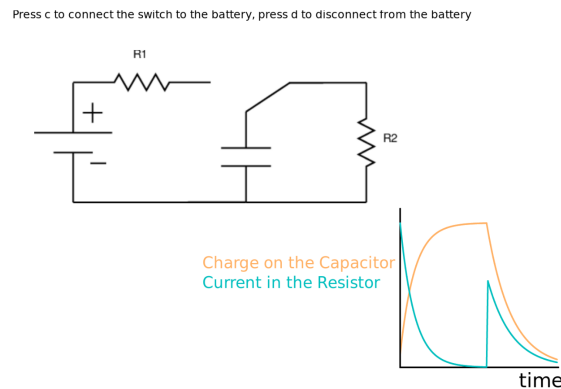 Press c to connect the switch to the battery, press d to disconnect from the battery
R1
+
R2
−
Charge on the Capacitor
Current in the Resistor
time